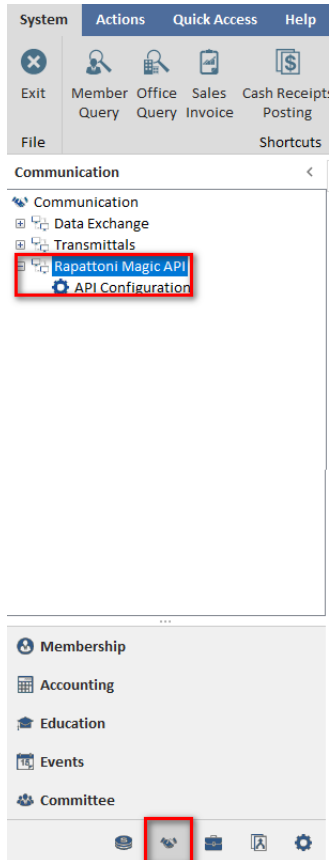 System Actions Quick Access Help
Exit Member Query Office Query Sales Invoice Cash Receipts Posting
File Shortcuts
Communication <
Communication
Data Exchange
Transmittals
Rapattoni Magic API
API Configuration
Membership
Accounting
Education
Events
Committee